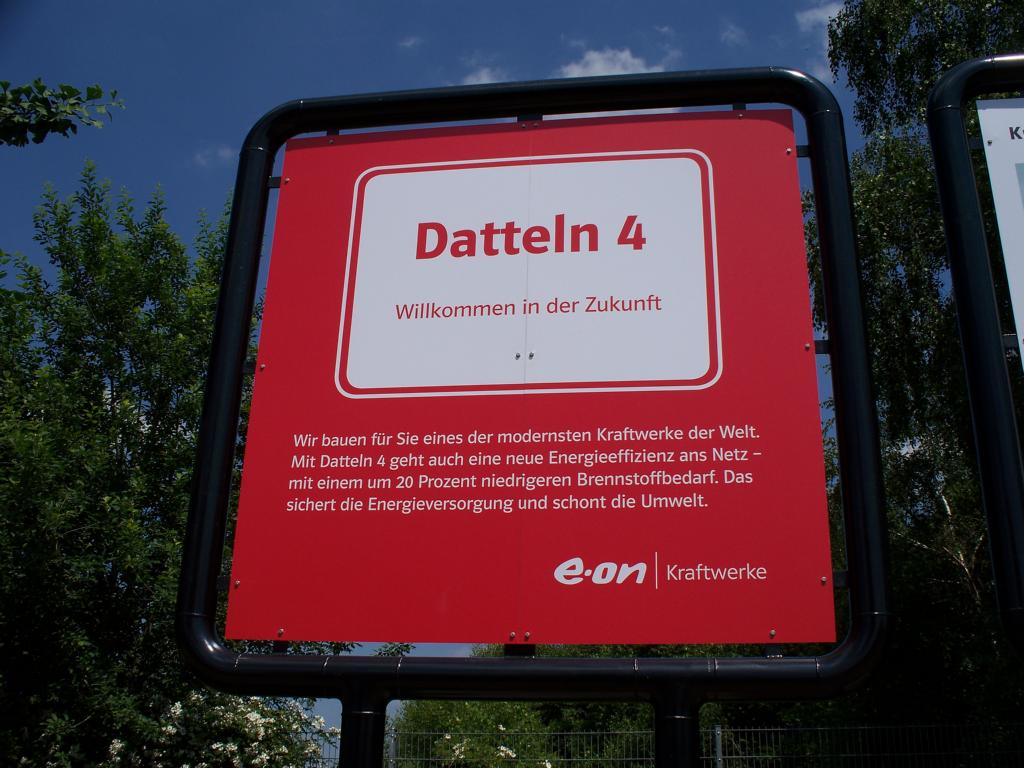 Datteln 4
Willkommen in der Zukunft
Wir bauen für Sie eines der modernsten Kraftwerke der Welt.
Mit Datteln 4 geht auch eine neue Energieeffizienz ans Netz –
mit einem um 20 Prozent niedrigeren Brennstoffbedarf. Das
sichert die Energieversorgung und schont die Umwelt.
e·on | Kraftwerke